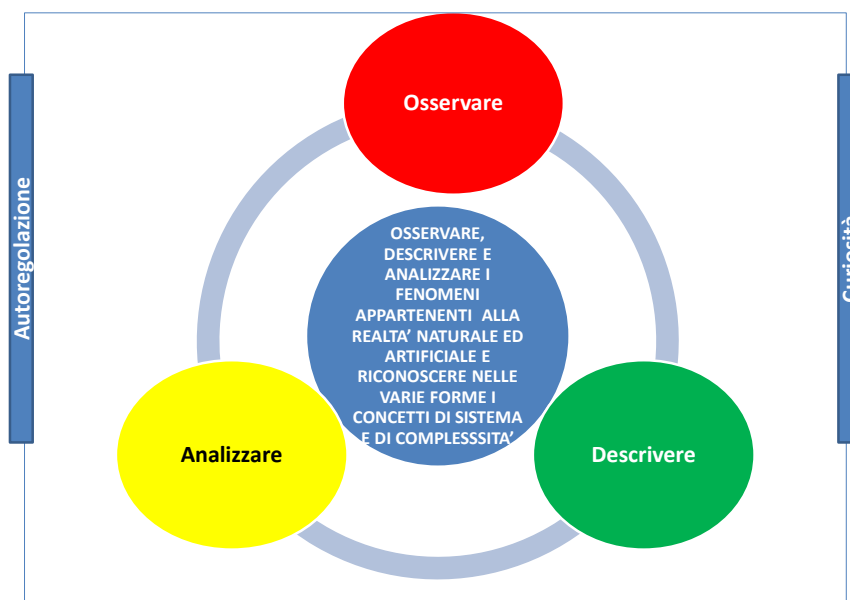 Osservare
Autoregolazione
Curiosità
OSSERVARE,
DESCRIVERE E
ANALIZZARE I
FENOMENI
APPARTENENTI ALLA
REALTA’ NATURALE ED
ARTIFICIALE E
RICONOSCERE NELLE
VARIE FORME I
CONCETTI DI SISTEMA
E DI COMPLESSSITA’
Analizzare
Descrivere